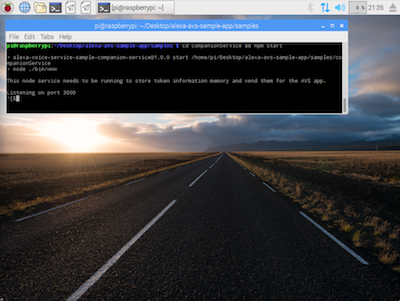 [pi@raspberrypi: ~]
5 %
21:35
pi@raspberrypi: ~/Desktop/alexa-avs-sample-app/samples
File Edit Tabs Help
pi@raspberrypi:~/Desktop/alexa-avs-sample-app/samples $ cd companionService && npm start
> alexa-voice-service-sample-companion-service@1.0.0 start /home/pi/Desktop/alexa-avs-sample-app/samples/co
mpanionService
> node ./bin/www
This node service needs to be running to store token information memory and vend them for the AVS app.
Listening on port 3000